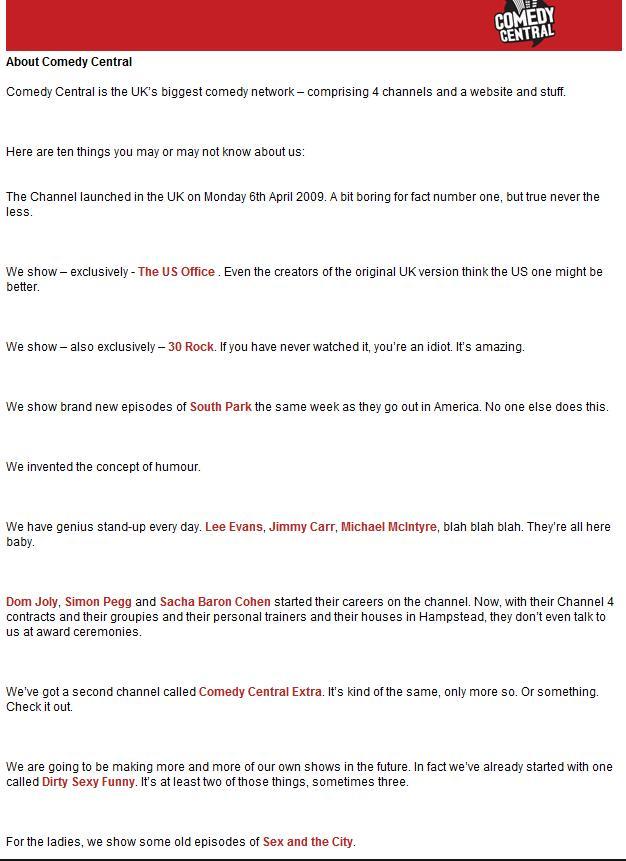 COMEDY
CENTRAL
About Comedy Central
Comedy Central is the UK's biggest comedy network – comprising 4 channels and a website and stuff.
Here are ten things you may or may not know about us:
The Channel launched in the UK on Monday 6th April 2009. A bit boring for fact number one, but true never the
less.
We show – exclusively - The US Office . Even the creators of the original UK version think the US one might be
better.
We show – also exclusively – 30 Rock. If you have never watched it, you're an idiot. It's amazing.
We show brand new episodes of South Park the same week as they go out in America. No one else does this.
We invented the concept of humour.
We have genius stand-up every day. Lee Evans, Jimmy Carr, Michael McIntyre, blah blah blah. They're all here
baby.
Dom Joly, Simon Pegg and Sacha Baron Cohen started their careers on the channel. Now, with their Channel 4
contracts and their groupies and their personal trainers and their houses in Hampstead, they don't even talk to
us at award ceremonies.
We've got a second channel called Comedy Central Extra. It's kind of the same, only more so. Or something.
Check it out.
We are going to be making more and more of our own shows in the future. In fact we've already started with one
called Dirty Sexy Funny. It's at least two of those things, sometimes three.
For the ladies, we show some old episodes of Sex and the City.